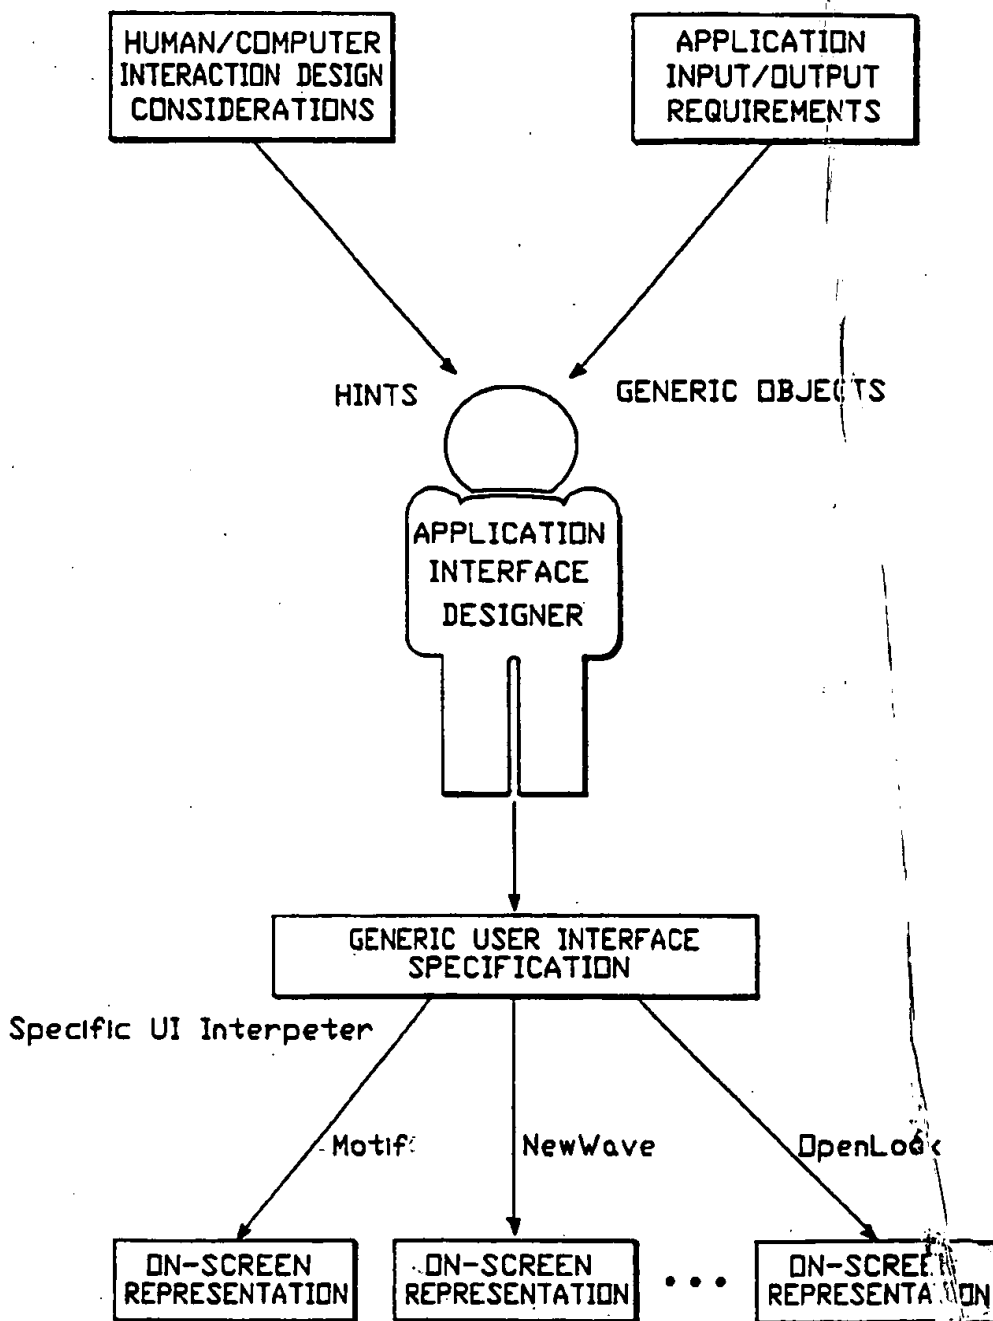 HUMAN/COMPUTER
INTERACTION DESIGN
CONSIDERATIONS
APPLICATION
INPUT/OUTPUT
REQUIREMENTS
HINTS
GENERIC OBJECTS
APPLICATION
INTERFACE
DESIGNER
GENERIC USER INTERFACE
SPECIFICATION
Specific UI Interpeter
Motif
NewWave
OpenLook
ON-SCREEN
REPRESENTATION
ON-SCREEN
REPRESENTATION
•••
ON-SCREEN
REPRESENTATION